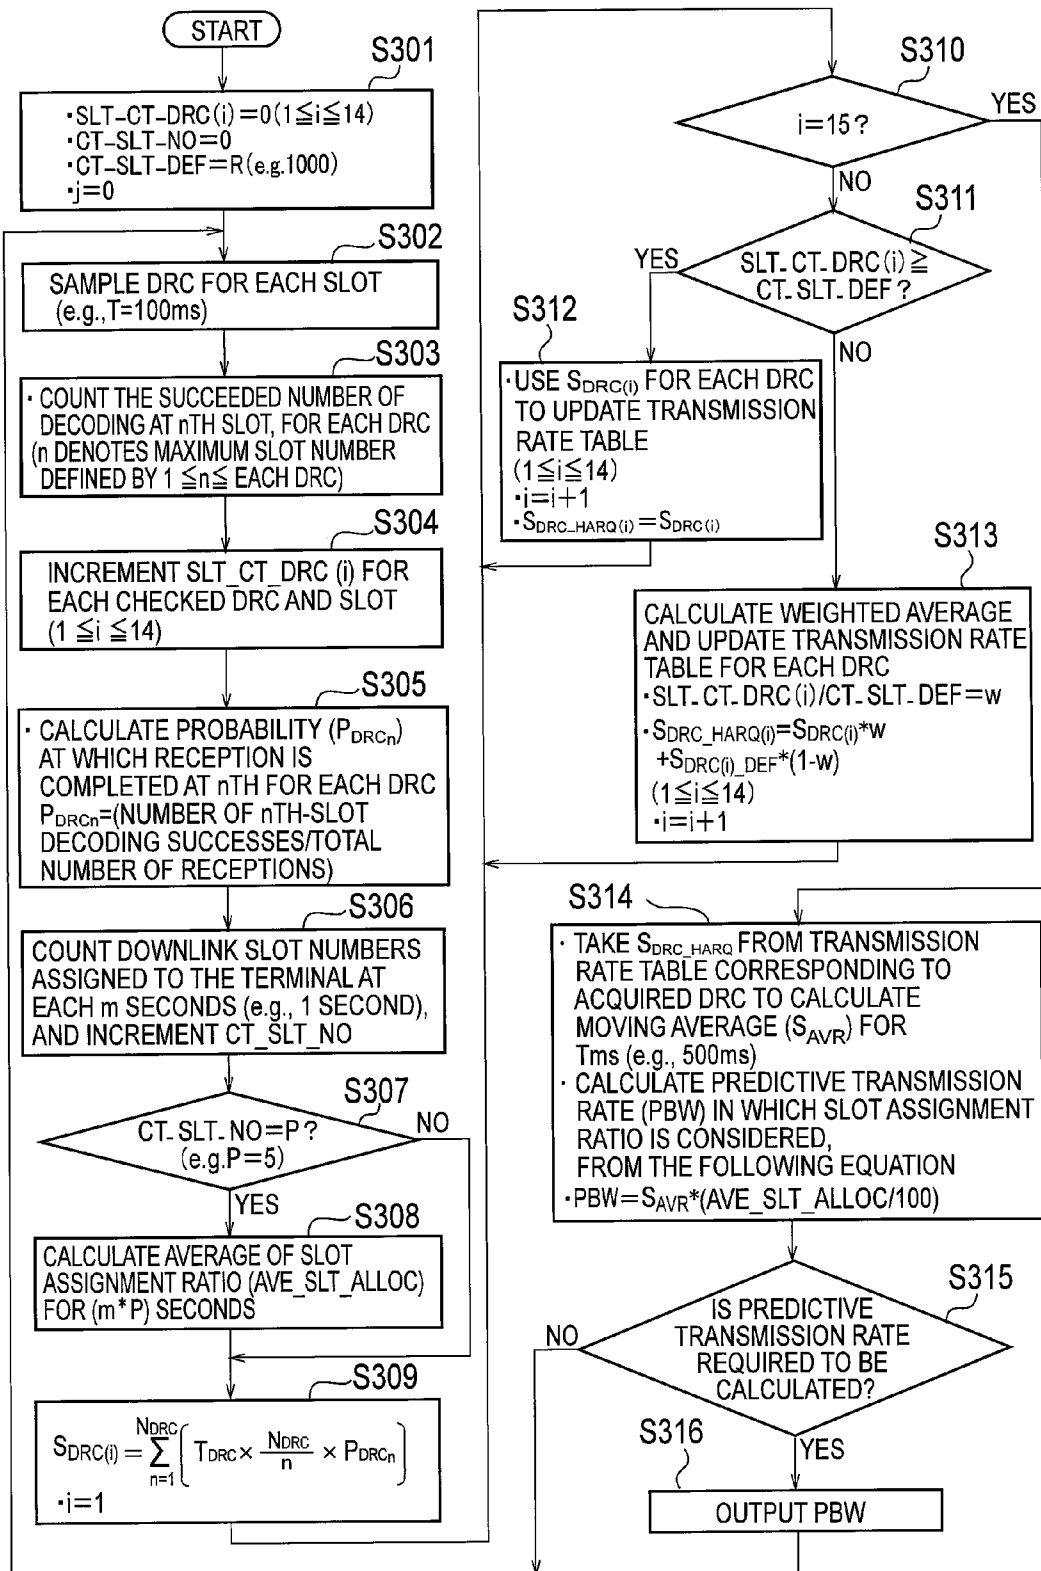 START
S301
·SLT-CT-DRC(i)=0(1≦i≦14)
·CT-SLT-NO=0
·CT-SLT-DEF=R(e.g.1000)
·j=0
S302
SAMPLE DRC FOR EACH SLOT
(e.g.,T=100ms)
S303
· COUNT THE SUCCEEDED NUMBER OF
DECODING AT nTH SLOT, FOR EACH DRC
(n DENOTES MAXIMUM SLOT NUMBER
DEFINED BY 1 ≦n≦ EACH DRC)
S304
INCREMENT SLT_CT_DRC (i) FOR
EACH CHECKED DRC AND SLOT
(1 ≦i ≦14)
S305
· CALCULATE PROBABILITY (PDRCn)
AT WHICH RECEPTION IS
COMPLETED AT nTH FOR EACH DRC
PDRCn=(NUMBER OF nTH-SLOT
DECODING SUCCESSES/TOTAL
NUMBER OF RECEPTIONS)
S306
COUNT DOWNLINK SLOT NUMBERS
ASSIGNED TO THE TERMINAL AT
EACH m SECONDS (e.g., 1 SECOND),
AND INCREMENT CT_SLT_NO
S307
CT-SLT-NO=P?
(e.g.P=5)
NO
YES
S308
CALCULATE AVERAGE OF SLOT
ASSIGNMENT RATIO (AVE_SLT_ALLOC)
FOR (m*P) SECONDS
S309
SDRC(i) = NDRC∑n=1 ( TDRC × NDRC/n × PDRCn )
·i=1
S310
i=15?
YES
NO
S311
SLT-CT-DRC(i)≧
CT-SLT-DEF?
YES
NO
S312
·USE SDRC(i) FOR EACH DRC
TO UPDATE TRANSMISSION
RATE TABLE
(1≦i≦14)
·i=i+1
·SDRC_HARQ(i)=SDRC(i)
S313
CALCULATE WEIGHTED AVERAGE
AND UPDATE TRANSMISSION RATE
TABLE FOR EACH DRC
·SLT-CT-DRC(i)/CT-SLT-DEF=w
·SDRC_HARQ(i)=SDRC(i)*w
+SDRC(i)_DEF*(1-w)
(1≦i≦14)
·i=i+1
S314
· TAKE SDRC_HARQ FROM TRANSMISSION
RATE TABLE CORRESPONDING TO
ACQUIRED DRC TO CALCULATE
MOVING AVERAGE (SAVR) FOR
Tms (e.g., 500ms)
· CALCULATE PREDICTIVE TRANSMISSION
RATE (PBW) IN WHICH SLOT ASSIGNMENT
RATIO IS CONSIDERED,
FROM THE FOLLOWING EQUATION
·PBW=SAVR*(AVE_SLT_ALLOC/100)
S315
IS PREDICTIVE
TRANSMISSION RATE
REQUIRED TO BE
CALCULATED?
NO
YES
S316
OUTPUT PBW